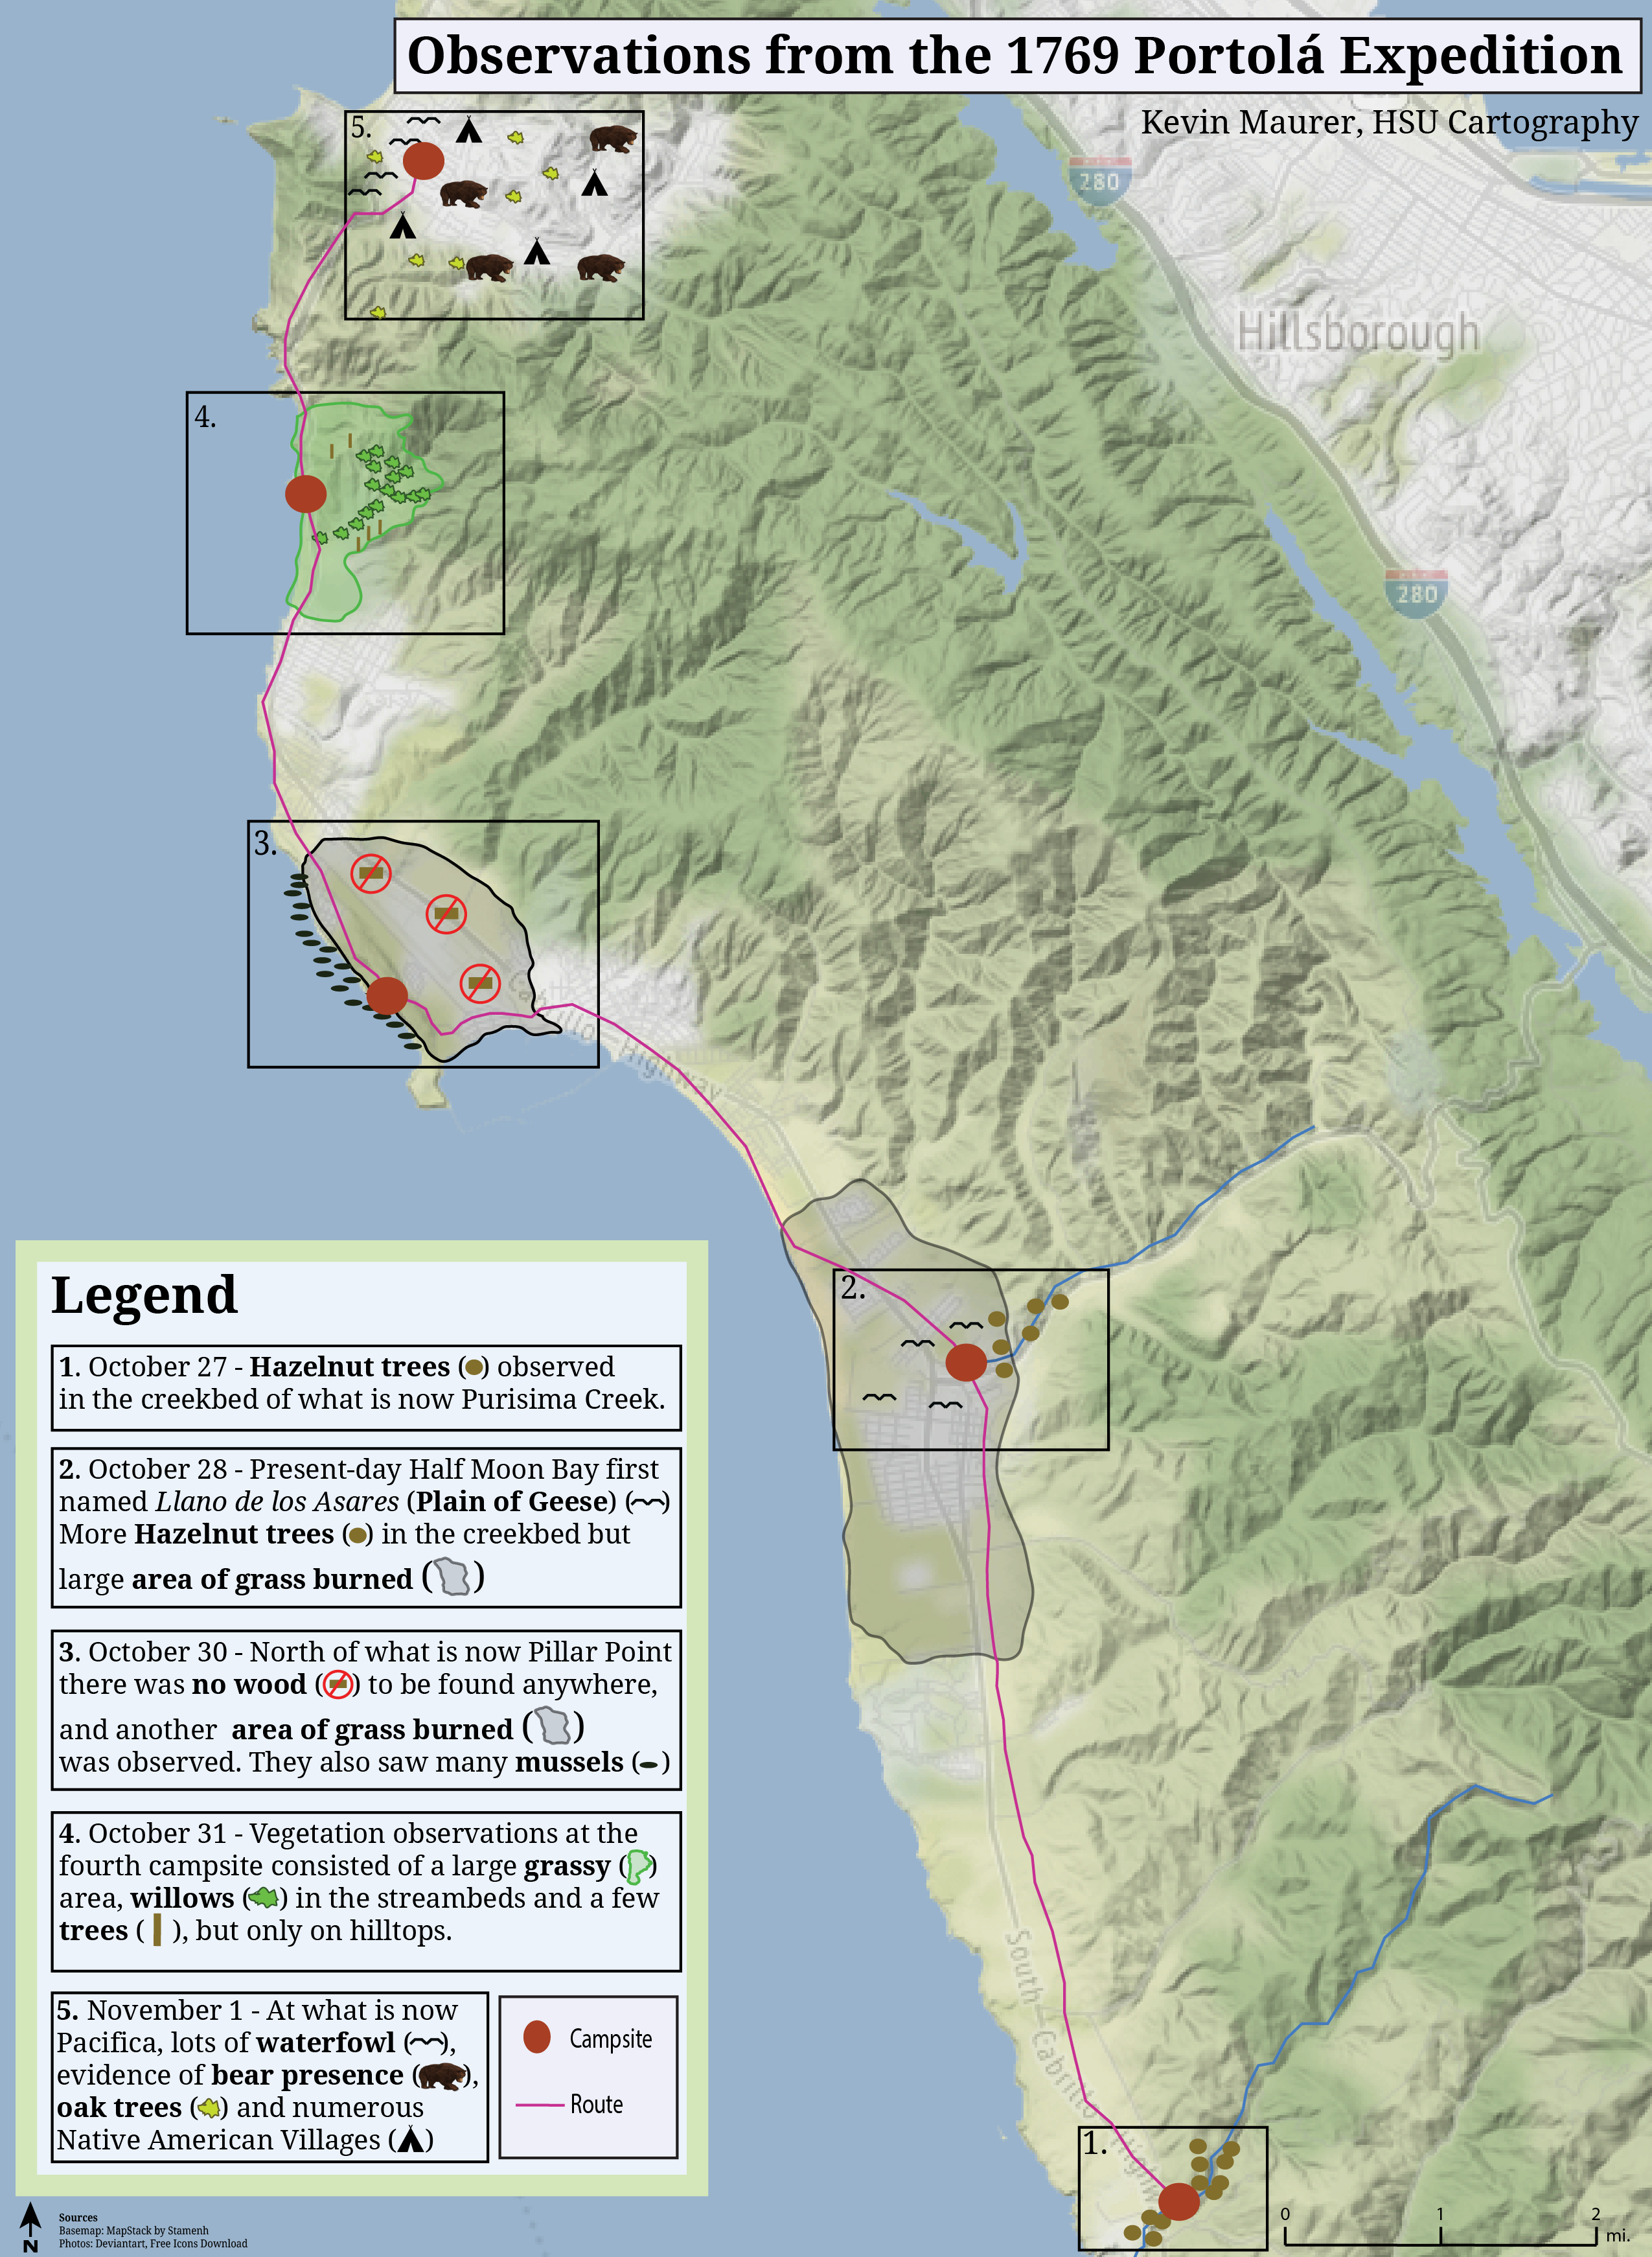 Observations from the 1769 Portolá Expedition
Kevin Maurer, HSU Cartography
5.
280
Hillsborough
4.
280
3.
Highway
2.
Legend
1. October 27 - Hazelnut trees () observed
in the creekbed of what is now Purisima Creek.
2. October 28 - Present-day Half Moon Bay first
named Llano de los Asares (Plain of Geese) ()
More Hazelnut trees () in the creekbed but
large area of grass burned ()
3. October 30 - North of what is now Pillar Point
there was no wood () to be found anywhere,
and another area of grass burned ()
was observed. They also saw many mussels ()
4. October 31 - Vegetation observations at the
fourth campsite consisted of a large grassy ()
area, willows () in the streambeds and a few
trees ( ), but only on hilltops.
5. November 1 - At what is now
Pacifica, lots of waterfowl (),
evidence of bear presence (),
oak trees () and numerous
Native American Villages ()
Campsite
Route
South Cabrillo
1.
0 1 2
mi.
N
Sources
Basemap: MapStack by Stamenh
Photos: Deviantart, Free Icons Download